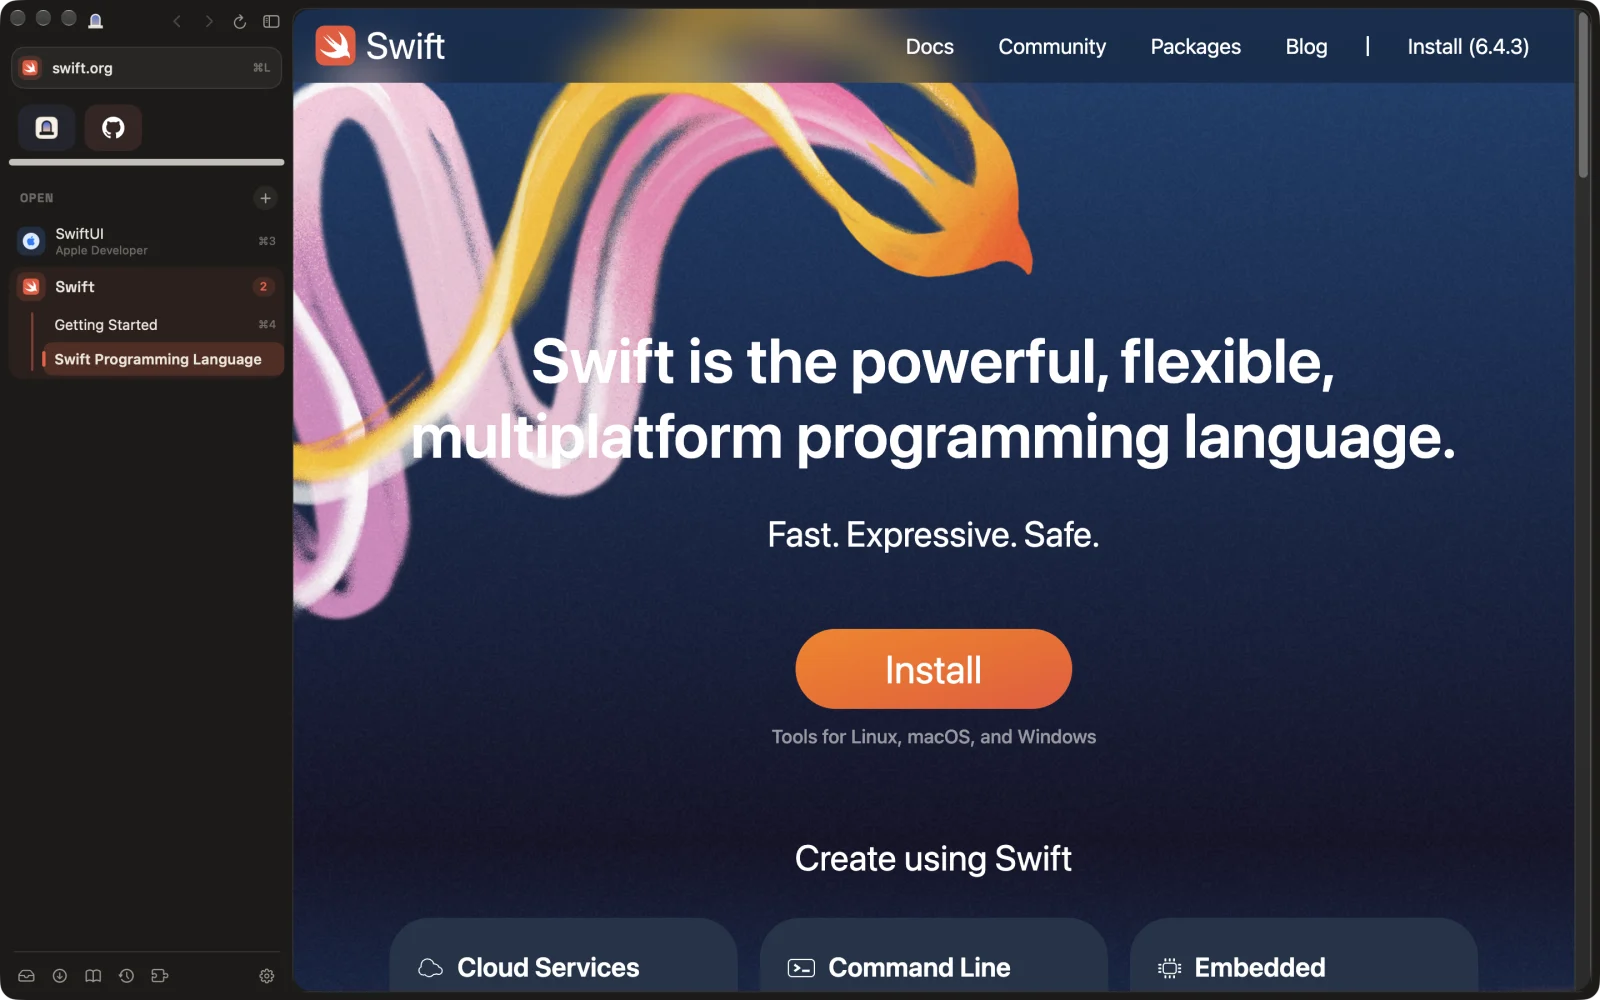 swift.org
⌘L
OPEN
SwiftUI
Apple Developer
⌘3
Swift
2
Getting Started
⌘4
Swift Programming Language
Swift
Docs
Community
Packages
Blog
|
Install (6.4.3)
Swift is the powerful, flexible,
multiplatform programming language.
Fast. Expressive. Safe.
Install
Tools for Linux, macOS, and Windows
Create using Swift
Cloud Services
Command Line
Embedded